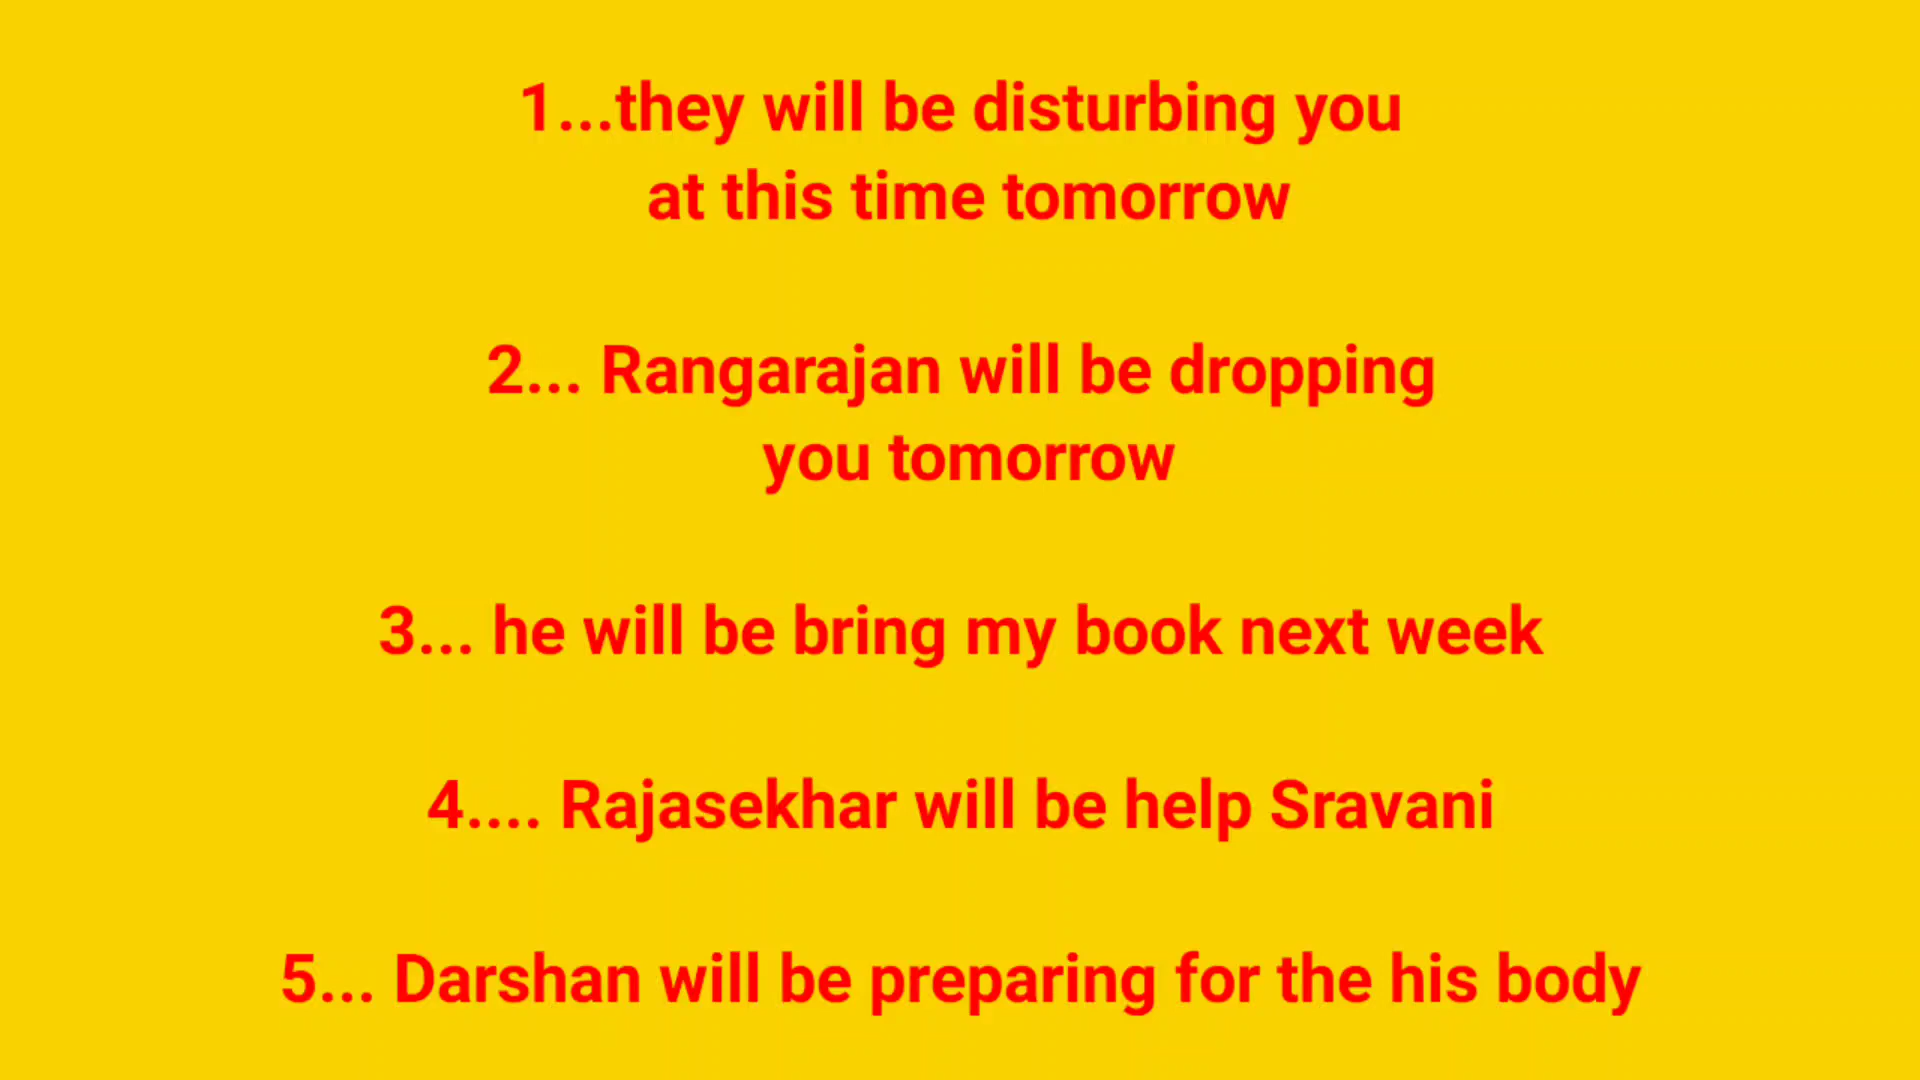 1...they will be disturbing you
at this time tomorrow
2... Rangarajan will be dropping
you tomorrow
3... he will be bring my book next week
4.... Rajasekhar will be help Sravani
5... Darshan will be preparing for the his body